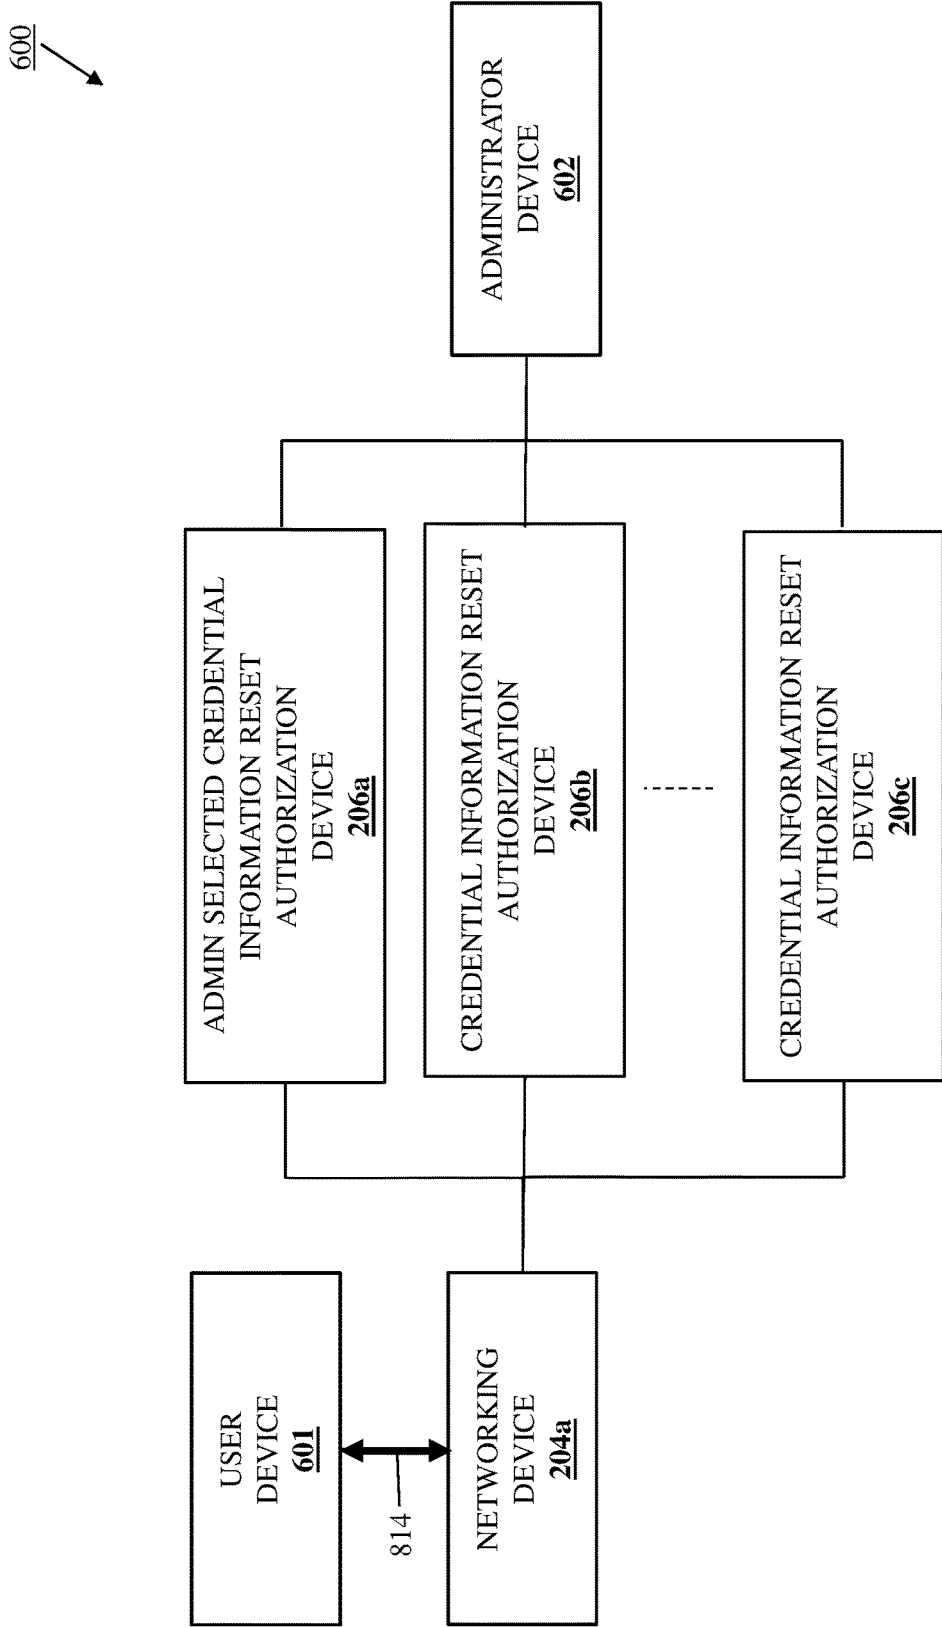 600
USER
DEVICE
601
814
NETWORKING
DEVICE
204a
ADMIN SELECTED CREDENTIAL
INFORMATION RESET
AUTHORIZATION
DEVICE
206a
CREDENTIAL INFORMATION RESET
AUTHORIZATION
DEVICE
206b
CREDENTIAL INFORMATION RESET
AUTHORIZATION
DEVICE
206c
ADMINISTRATOR
DEVICE
602